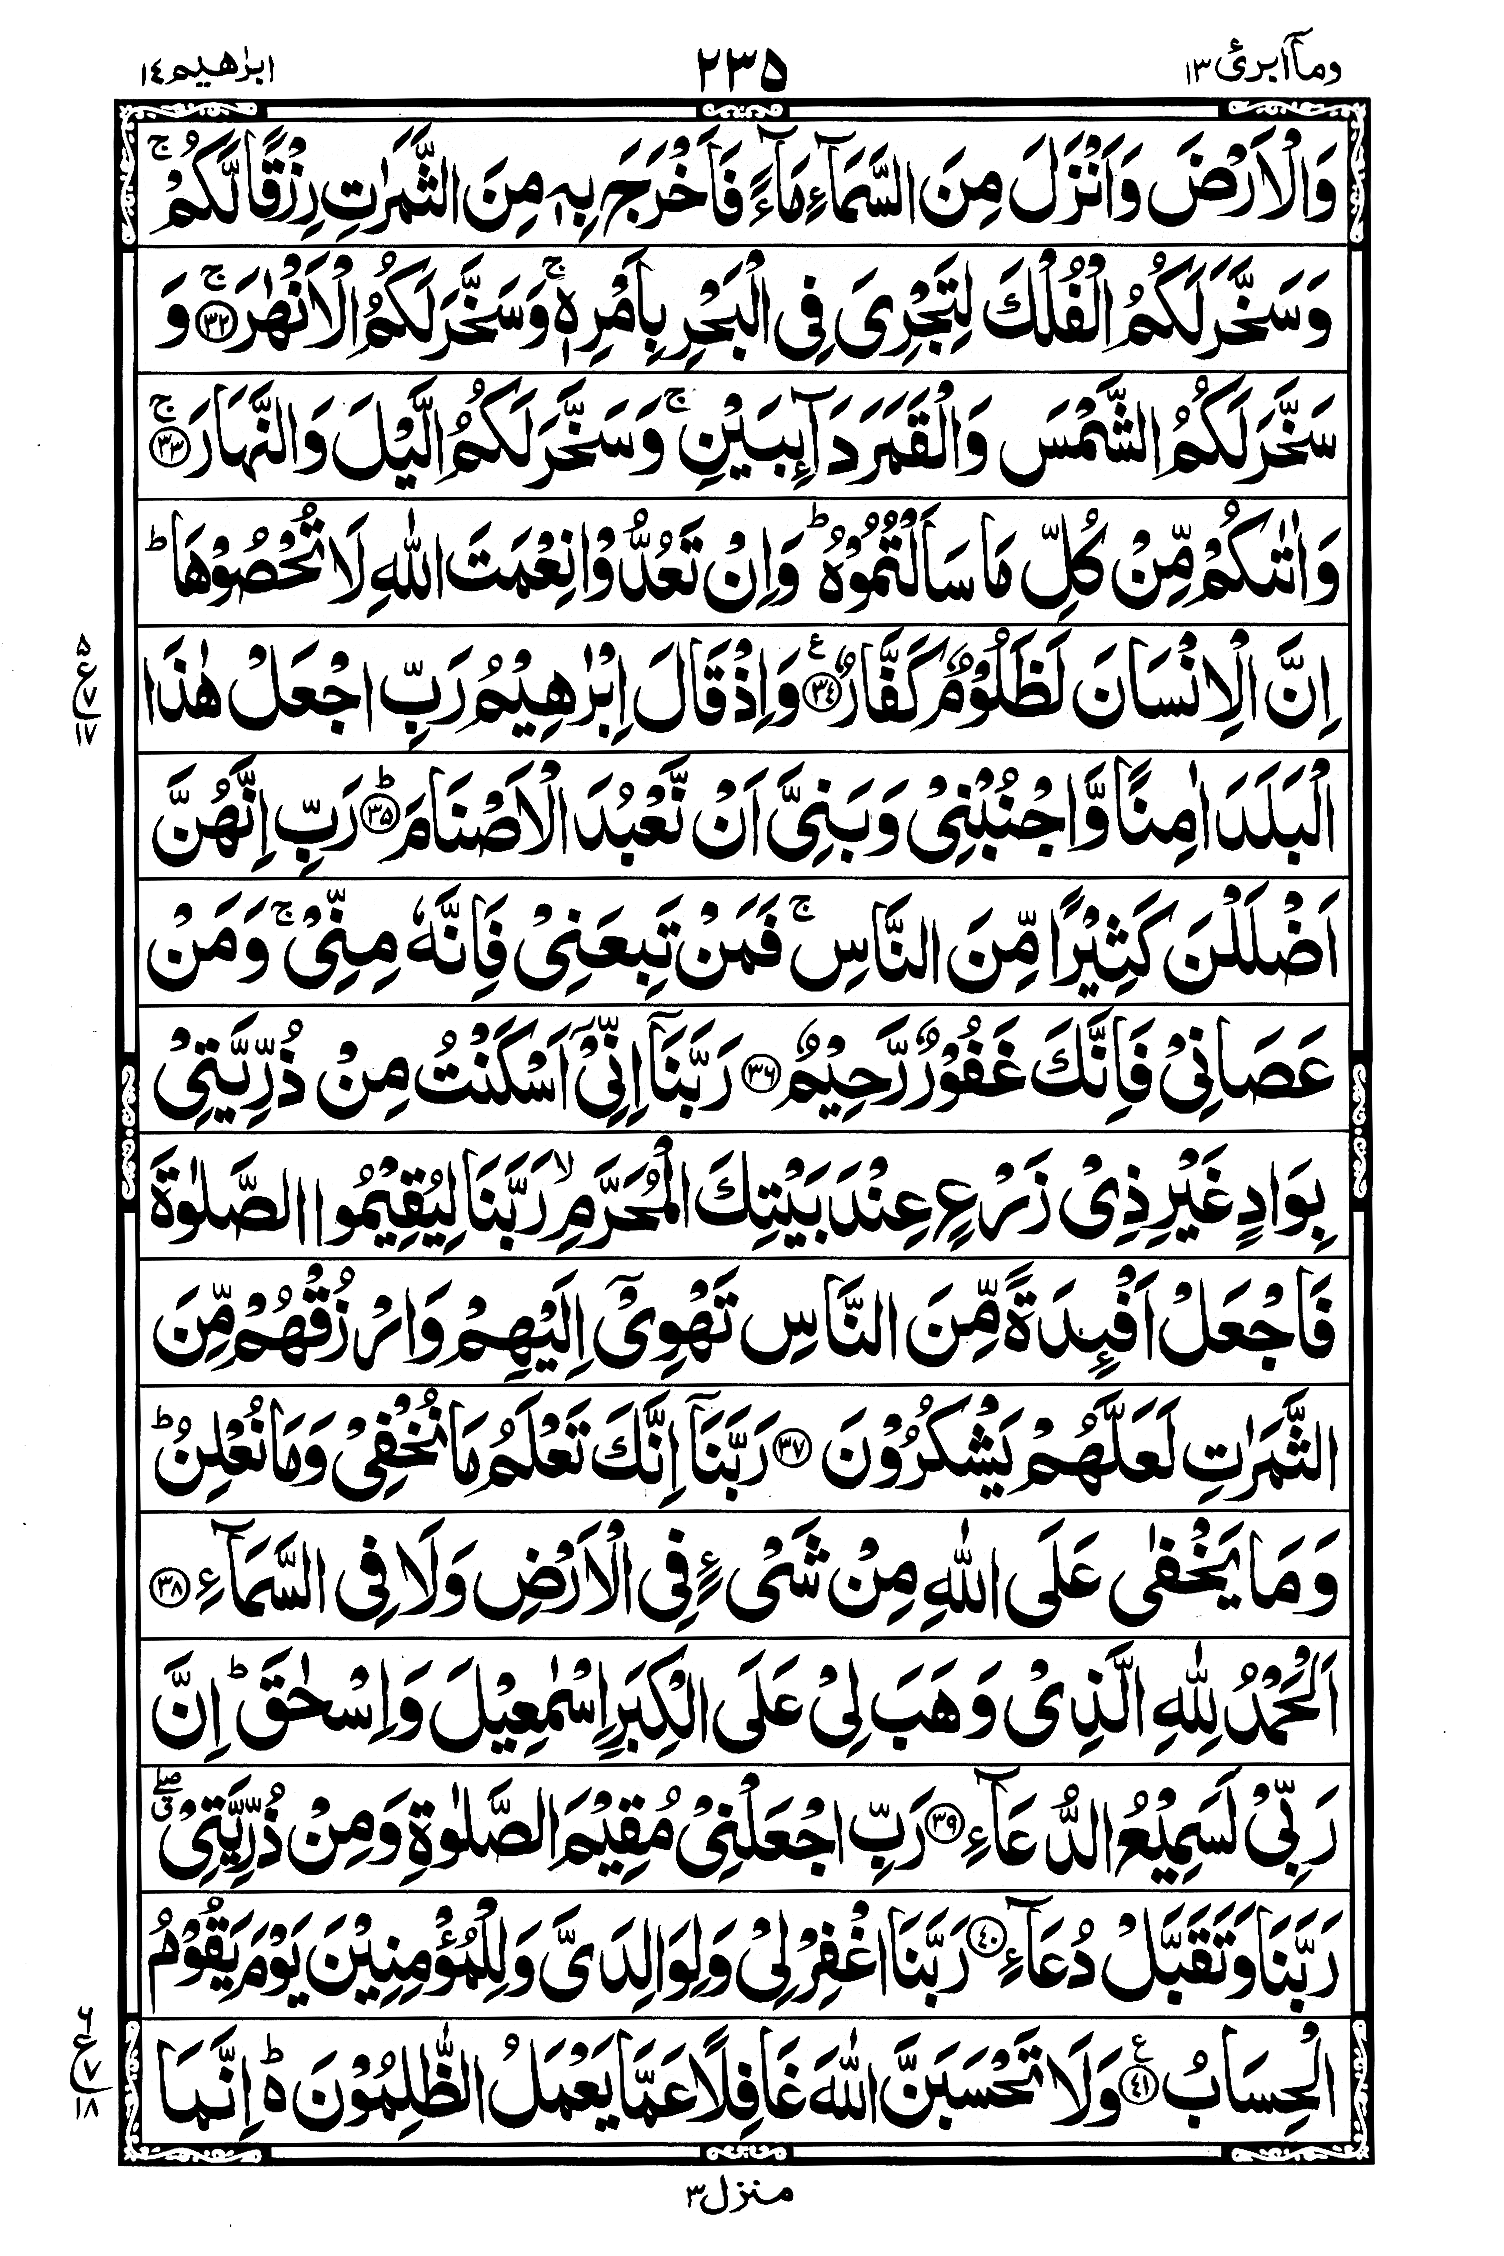 ومآ ابرئ ١٣
٢٣٥
ابرٰهيم ١٤
وَالْاَرْضَ وَاَنْزَلَ مِنَ السَّمَآءِ مَآءً فَاَخْرَجَ بِهٖ مِنَ الثَّمَرٰتِ رِزْقًا لَّكُمْ ۚ
وَسَخَّرَ لَكُمُ الْفُلْكَ لِتَجْرِىَ فِى الْبَحْرِ بِاَمْرِهٖ ۚ وَسَخَّرَ لَكُمُ الْاَنْهٰرَ ۚ ﴿٣٢﴾ وَ
سَخَّرَ لَكُمُ الشَّمْسَ وَالْقَمَرَ دَآئِبَيْنِ ۚ وَسَخَّرَ لَكُمُ الَّيْلَ وَالنَّهَارَ ۚ ﴿٣٣﴾
وَاٰتٰىكُمْ مِّنْ كُلِّ مَا سَاَلْتُمُوْهُ ؕ وَاِنْ تَعُدُّوْا نِعْمَتَ اللّٰهِ لَا تُحْصُوْهَا ؕ
اِنَّ الْاِنْسَانَ لَظَلُوْمٌ كَفَّارٌ ﴿٣٤﴾ ع وَاِذْ قَالَ اِبْرٰهِيْمُ رَبِّ اجْعَلْ هٰذَا
٥
ع
٧
١٧
الْبَلَدَ اٰمِنًا وَّاجْنُبْنِىْ وَبَنِىَّ اَنْ نَّعْبُدَ الْاَصْنَامَ ؕ ﴿٣٥﴾ رَبِّ اِنَّهُنَّ
اَضْلَلْنَ كَثِيْرًا مِّنَ النَّاسِ ۚ فَمَنْ تَبِعَنِىْ فَاِنَّهٗ مِنِّىْ ۚ وَمَنْ
عَصَانِىْ فَاِنَّكَ غَفُوْرٌ رَّحِيْمٌ ﴿٣٦﴾ رَبَّنَاۤ اِنِّىْۤ اَسْكَنْتُ مِنْ ذُرِّيَّتِىْ
بِوَادٍ غَيْرِ ذِىْ زَرْعٍ عِنْدَ بَيْتِكَ الْمُحَرَّمِ ۙ رَبَّنَا لِيُقِيْمُوا الصَّلٰوةَ
فَاجْعَلْ اَفْئِدَةً مِّنَ النَّاسِ تَهْوِىْۤ اِلَيْهِمْ وَارْزُقْهُمْ مِّنَ
الثَّمَرٰتِ لَعَلَّهُمْ يَشْكُرُوْنَ ﴿٣٧﴾ رَبَّنَاۤ اِنَّكَ تَعْلَمُ مَا نُخْفِىْ وَمَا نُعْلِنُ ؕ
وَمَا يَخْفٰى عَلَى اللّٰهِ مِنْ شَىْءٍ فِى الْاَرْضِ وَلَا فِى السَّمَآءِ ﴿٣٨﴾
اَلْحَمْدُ لِلّٰهِ الَّذِىْ وَهَبَ لِىْ عَلَى الْكِبَرِ اِسْمٰعِيْلَ وَاِسْحٰقَ ؕ اِنَّ
رَبِّىْ لَسَمِيْعُ الدُّعَآءِ ﴿٣٩﴾ رَبِّ اجْعَلْنِىْ مُقِيْمَ الصَّلٰوةِ وَمِنْ ذُرِّيَّتِىْ ۖ ق
رَبَّنَا وَتَقَبَّلْ دُعَآءِ ﴿٤٠﴾ رَبَّنَا اغْفِرْ لِىْ وَلِوَالِدَىَّ وَلِلْمُؤْمِنِيْنَ يَوْمَ يَقُوْمُ
الْحِسَابُ ﴿٤١﴾ ع وَلَا تَحْسَبَنَّ اللّٰهَ غَافِلًا عَمَّا يَعْمَلُ الظّٰلِمُوْنَ ؕ ە اِنَّمَا
٦
ع
٧
١٨
منزل ٣